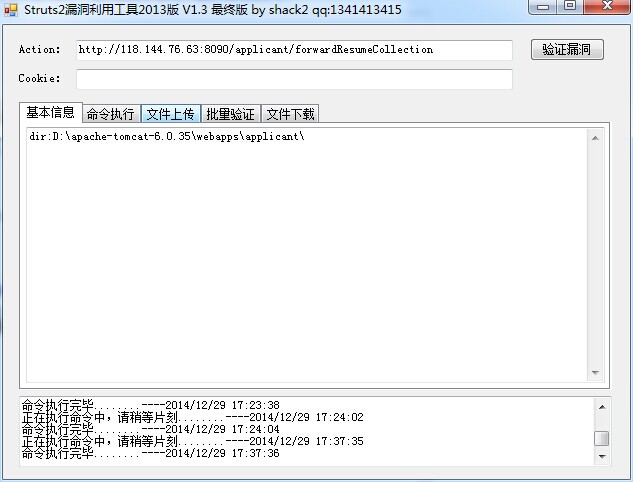 Struts2漏洞利用工具2013版 V1.3 最终版 by shack2 qq:1341413415
Action: http://118.144.76.63:8090/applicant/forwardResumeCollection 验证漏洞
Cookie:
基本信息 命令执行 文件上传 批量验证 文件下载
dir:D:\apache-tomcat-6.0.35\webapps\applicant\
命令执行完毕........----2014/12/29 17:23:38
正在执行命令中，请稍等片刻........----2014/12/29 17:24:02
命令执行完毕........----2014/12/29 17:24:04
正在执行命令中，请稍等片刻........----2014/12/29 17:37:35
命令执行完毕........----2014/12/29 17:37:36